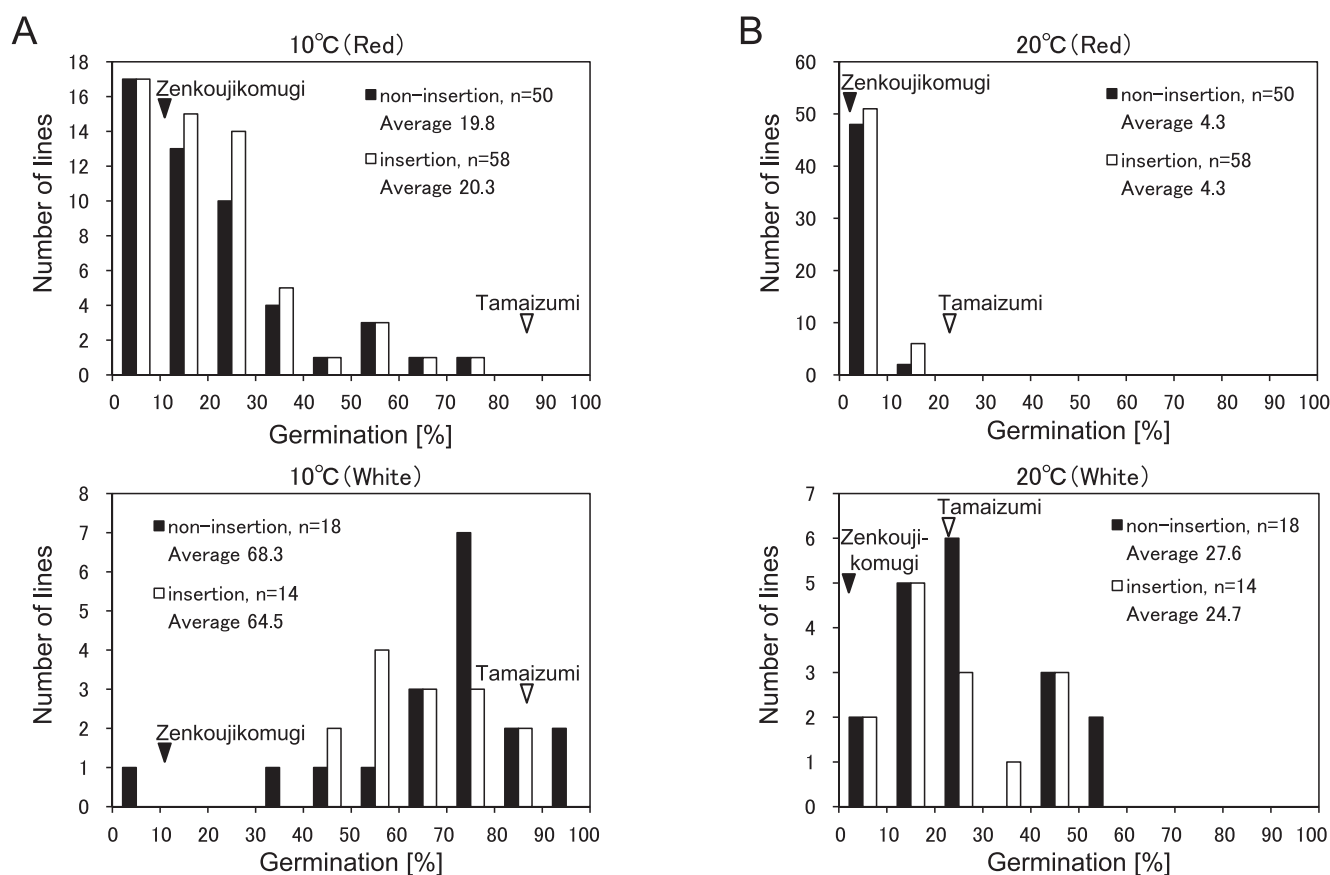 A
10℃(Red)
18
16
14
12
10
8
6
4
2
0
Number of lines
Zenkoujikomugi
non-insertion, n=50
Average 19.8
insertion, n=58
Average 20.3
Tamaizumi
0 10 20 30 40 50 60 70 80 90 100
Germination [%]
10℃(White)
8
7
6
5
4
3
2
1
0
Number of lines
non-insertion, n=18
Average 68.3
insertion, n=14
Average 64.5
Zenkoujikomugi
Tamaizumi
0 10 20 30 40 50 60 70 80 90 100
Germination [%]
B
20℃(Red)
60
50
40
30
20
10
0
Number of lines
Zenkoujikomugi
non-insertion, n=50
Average 4.3
insertion, n=58
Average 4.3
Tamaizumi
0 10 20 30 40 50 60 70 80 90 100
Germination [%]
20℃(White)
7
6
5
4
3
2
1
0
Number of lines
Zenkouji-
komugi
Tamaizumi
non-insertion, n=18
Average 27.6
insertion, n=14
Average 24.7
0 10 20 30 40 50 60 70 80 90 100
Germination [%]